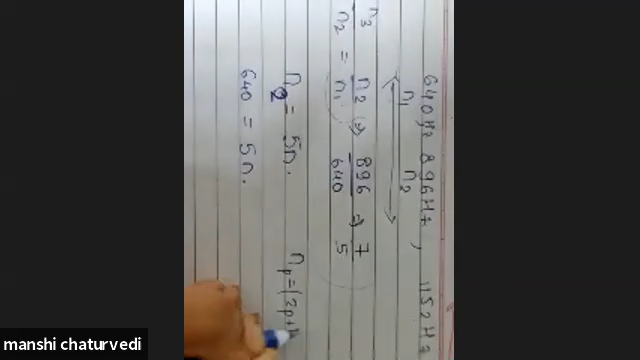 640Hz 896Hz, 1152Hz
n1 n2
n3/n2 = n2/n1 ⇒ 896/640 ⇒ 7/5
n2 = 5n. np = (2p+1)
640 = 5n.
manshi chaturvedi